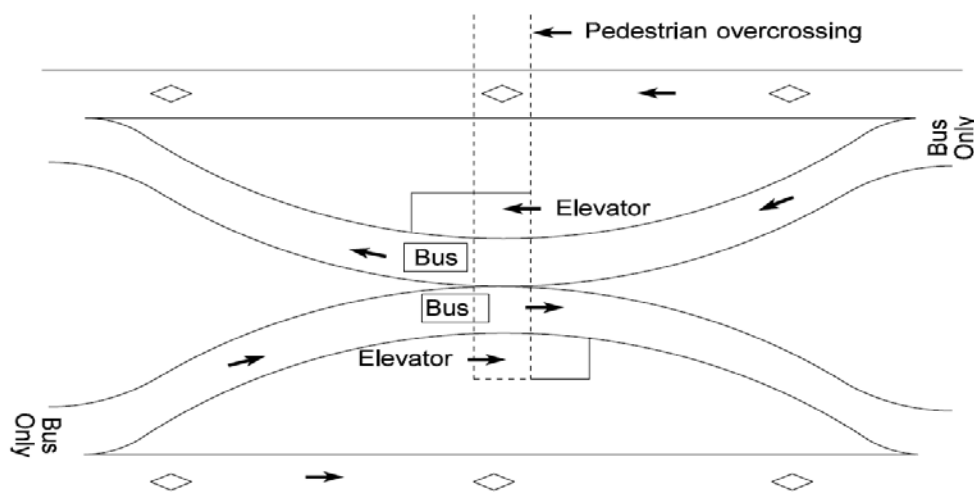 Pedestrian overcrossing
Bus
Only
Elevator
Bus
Bus
Elevator
Bus
Only